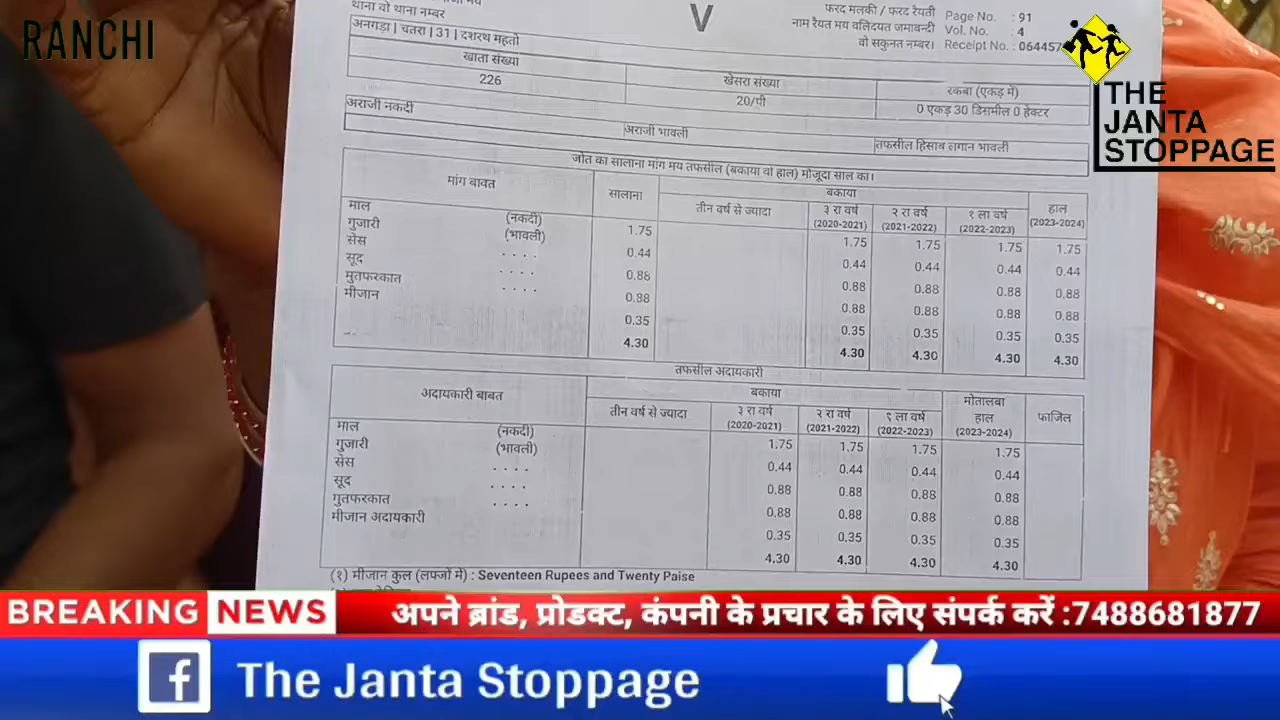 RANCHI
थाना वो थाना नम्बर
अनगड़ा | चतरा | 31 | दशरथ महतो
V
फरद मलकी / फरद रैयती
नाम रैयत मय वलिदयत जमाबन्दी
वो सकुनत नम्बर।
Page No. : 91
Vol. No. : 4
Receipt No. : 064457
THE
JANTA
STOPPAGE
खाता संख्या
खेसरा संख्या
रकबा (एकड़ में)
226
20/पी
0 एकड़ 30 डिसमील 0 हेक्टर
अराजी नकदी
अराजी भावली
तफसील हिसाब लगान भावली
जोत का सालाना मांग मय तफसील (बकाया वो हाल) मौजूदा साल का।
मांग बावत
सालाना
बकाया
हाल
(2023-2024)
तीन वर्ष से ज्यादा
३ रा वर्ष
(2020-2021)
२ रा वर्ष
(2021-2022)
१ ला वर्ष
(2022-2023)
माल (नकदी) 1.75 1.75 1.75 1.75 1.75
गुजारी (भावली) 0.44 0.44 0.44 0.44 0.44
सेस . . . . 0.88 0.88 0.88 0.88 0.88
सूद . . . . 0.88 0.88 0.88 0.88 0.88
मुतफरकात . . . . 0.35 0.35 0.35 0.35 0.35
मीजान 4.30 4.30 4.30 4.30 4.30
तफसील अदायकारी
अदायकारी बाबत
बकाया
मोतालबा
हाल
(2023-2024)
फाजिल
तीन वर्ष से ज्यादा
३ रा वर्ष
(2020-2021)
२ रा वर्ष
(2021-2022)
१ ला वर्ष
(2022-2023)
माल (नकदी) 1.75 1.75 1.75 1.75
गुजारी (भावली) 0.44 0.44 0.44 0.44
सेस . . . . 0.88 0.88 0.88 0.88
सूद . . . . 0.88 0.88 0.88 0.88
गुतफरकात . . . . 0.35 0.35 0.35 0.35
मीजान अदायकारी 4.30 4.30 4.30 4.30
(१) मीजान कुल (लफ्जों में) : Seventeen Rupees and Twenty Paise
BREAKING NEWS
अपने ब्रांड, प्रोडक्ट, कंपनी के प्रचार के लिए संपर्क करें :7488681877
f The Janta Stoppage